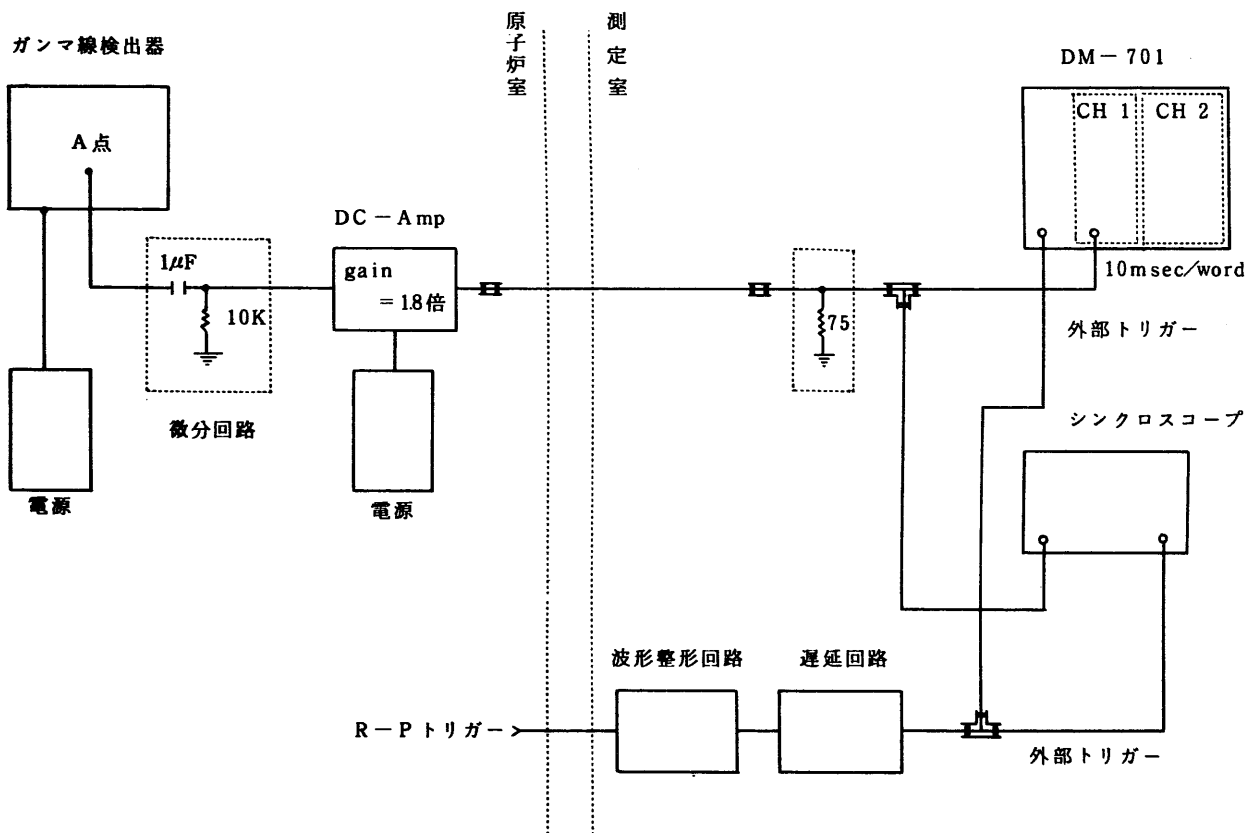 原子炉室
測定室
ガンマ線検出器
DM-701
A点
CH 1
CH 2
DC-Amp
1μF
gain
=1.8倍
10K
10msec/word
75
外部トリガー
微分回路
シンクロスコープ
電源
電源
波形整形回路
遅延回路
R-Pトリガー
外部トリガー